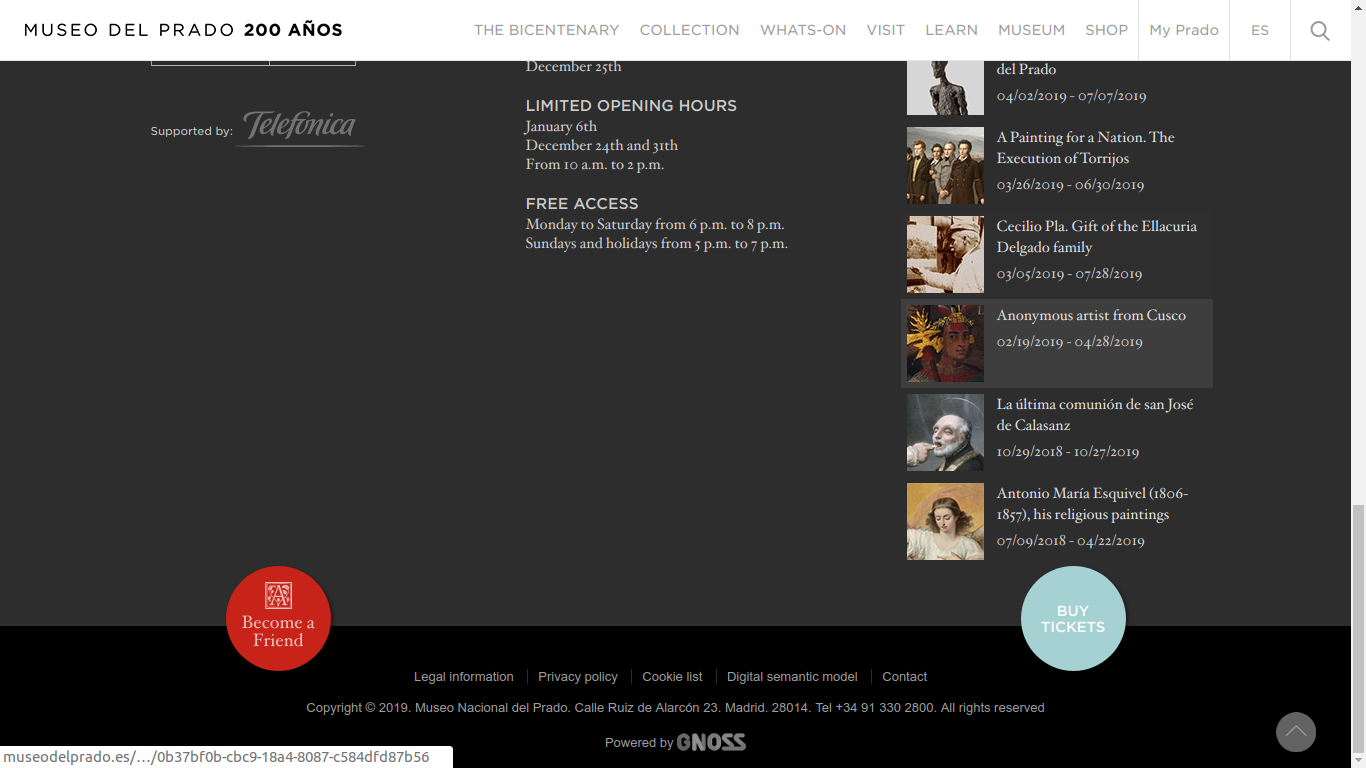 MUSEO DEL PRADO 200 AÑOS
THE BICENTENARY COLLECTION WHATS-ON VISIT LEARN MUSEUM SHOP My Prado ES
Supported by: Telefónica
December 25th
LIMITED OPENING HOURS
January 6th
December 24th and 31th
From 10 a.m. to 2 p.m.
FREE ACCESS
Monday to Saturday from 6 p.m. to 8 p.m.
Sundays and holidays from 5 p.m. to 7 p.m.
del Prado
04/02/2019 - 07/07/2019
A Painting for a Nation. The
Execution of Torrijos
03/26/2019 - 06/30/2019
Cecilio Pla. Gift of the Ellacuria
Delgado family
03/05/2019 - 07/28/2019
Anonymous artist from Cusco
02/19/2019 - 04/28/2019
La última comunión de san José
de Calasanz
10/29/2018 - 10/27/2019
Antonio María Esquivel (1806-
1857), his religious paintings
07/09/2018 - 04/22/2019
A
Become a
Friend
BUY
TICKETS
Legal information Privacy policy Cookie list Digital semantic model Contact
Copyright © 2019. Museo Nacional del Prado. Calle Ruiz de Alarcón 23. Madrid. 28014. Tel +34 91 330 2800. All rights reserved
Powered by GNOSS
museodelprado.es/…/0b37bf0b-cbc9-18a4-8087-c584dfd87b56